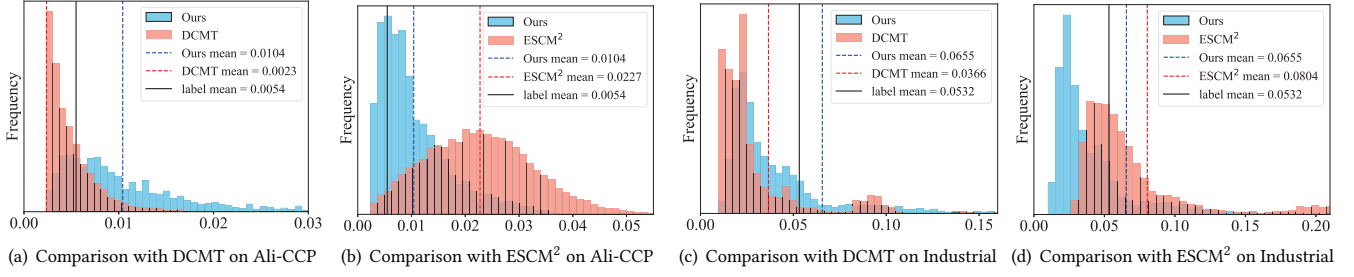 Frequency
Ours
DCMT
Ours mean = 0.0104
DCMT mean = 0.0023
label mean = 0.0054
0.00 0.01 0.02 0.03
(a) Comparison with DCMT on Ali-CCP
Frequency
Ours
ESCM²
Ours mean = 0.0104
ESCM² mean = 0.0227
label mean = 0.0054
0.00 0.01 0.02 0.03 0.04 0.05
(b) Comparison with ESCM² on Ali-CCP
Frequency
Ours
DCMT
Ours mean = 0.0655
DCMT mean = 0.0366
label mean = 0.0532
0.00 0.05 0.10 0.15
(c) Comparison with DCMT on Industrial
Frequency
Ours
ESCM²
Ours mean = 0.0655
ESCM² mean = 0.0804
label mean = 0.0532
0.00 0.05 0.10 0.15 0.20
(d) Comparison with ESCM² on Industrial